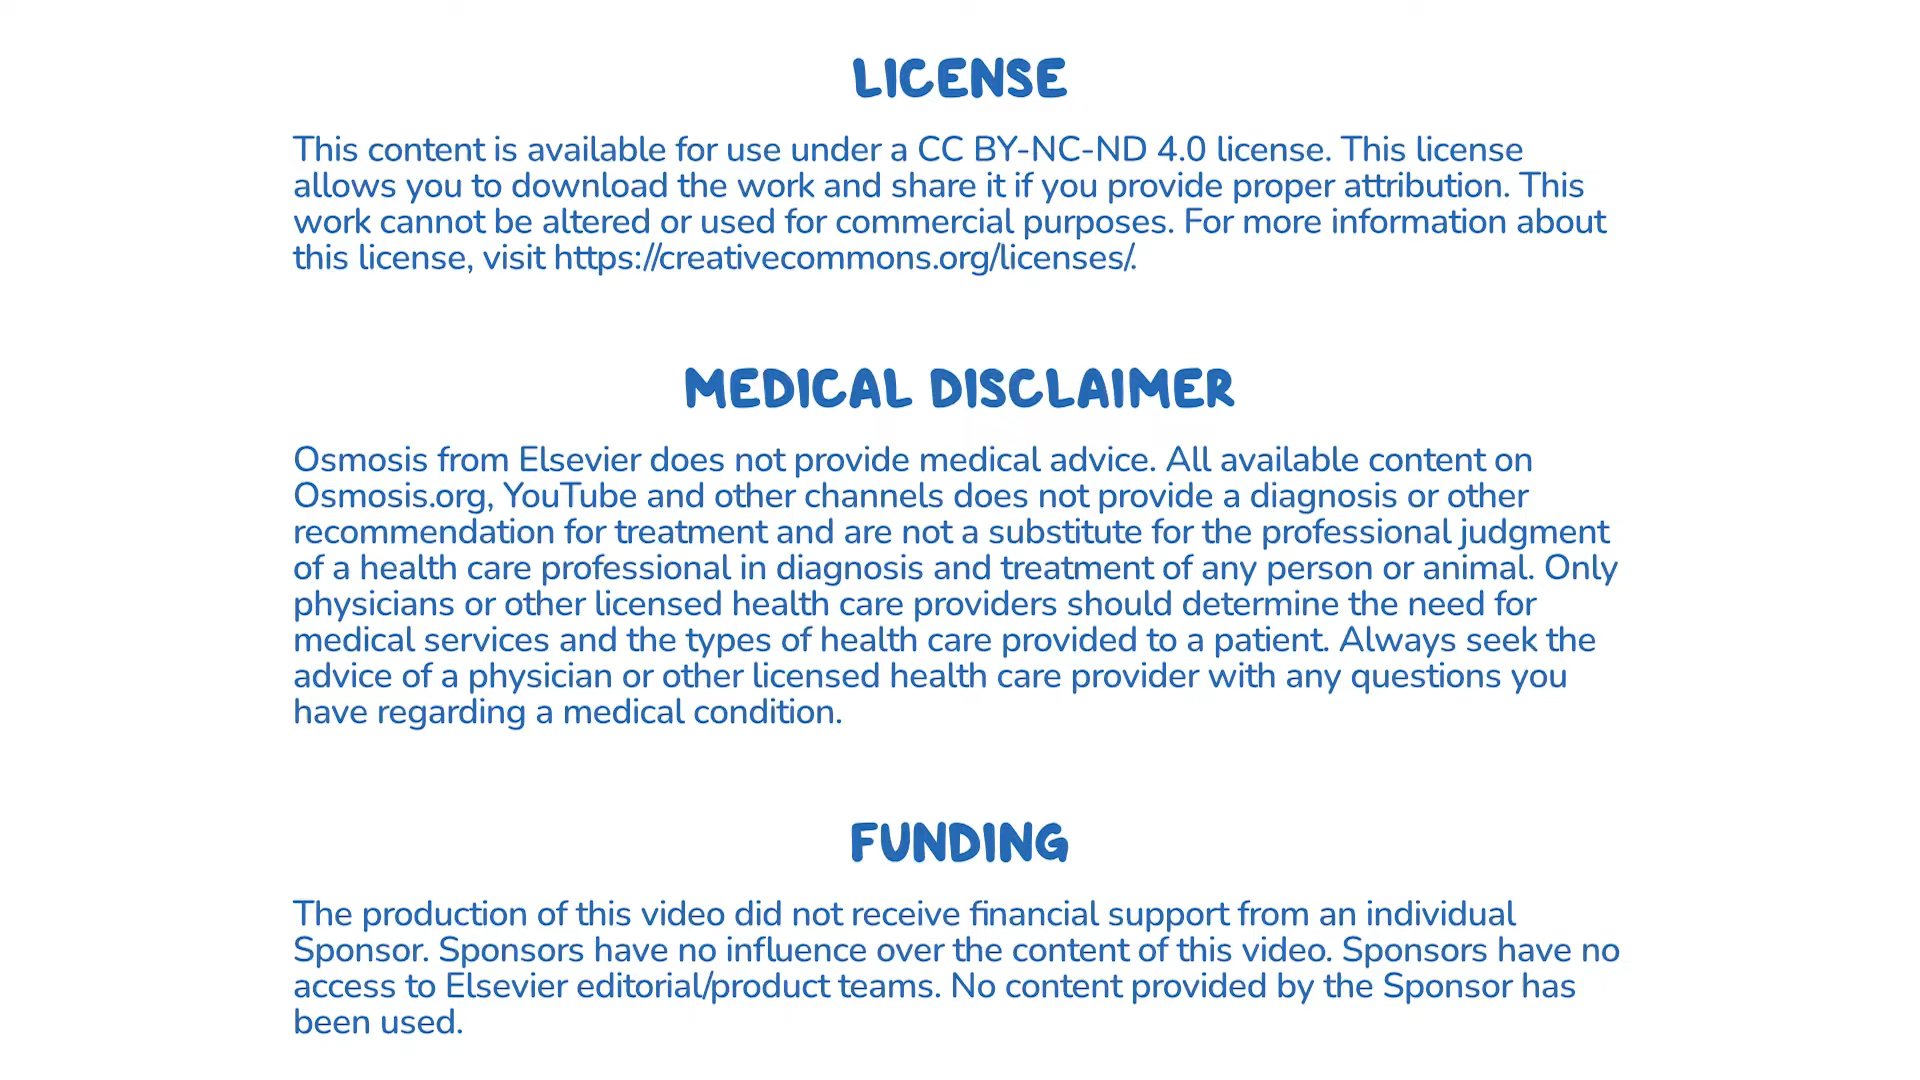 LICENSE
This content is available for use under a CC BY-NC-ND 4.0 license. This license
allows you to download the work and share it if you provide proper attribution. This
work cannot be altered or used for commercial purposes. For more information about
this license, visit https://creativecommons.org/licenses/.
MEDICAL DISCLAIMER
Osmosis from Elsevier does not provide medical advice. All available content on
Osmosis.org, YouTube and other channels does not provide a diagnosis or other
recommendation for treatment and are not a substitute for the professional judgment
of a health care professional in diagnosis and treatment of any person or animal. Only
physicians or other licensed health care providers should determine the need for
medical services and the types of health care provided to a patient. Always seek the
advice of a physician or other licensed health care provider with any questions you
have regarding a medical condition.
FUNDING
The production of this video did not receive financial support from an individual
Sponsor. Sponsors have no influence over the content of this video. Sponsors have no
access to Elsevier editorial/product teams. No content provided by the Sponsor has
been used.